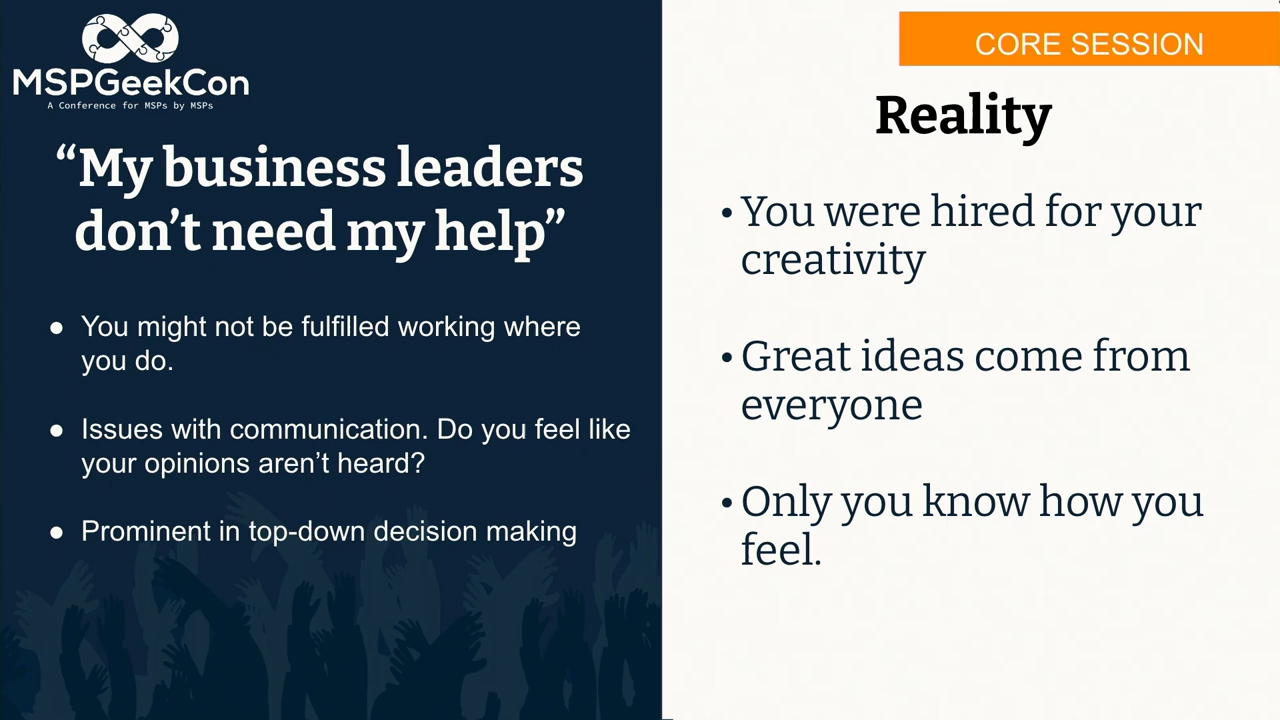 MSPGeekCon
A Conference for MSPs by MSPs
“My business leaders
don’t need my help”
● You might not be fulfilled working where
you do.
● Issues with communication. Do you feel like
your opinions aren’t heard?
● Prominent in top-down decision making
CORE SESSION
Reality
• You were hired for your
creativity
• Great ideas come from
everyone
• Only you know how you
feel.